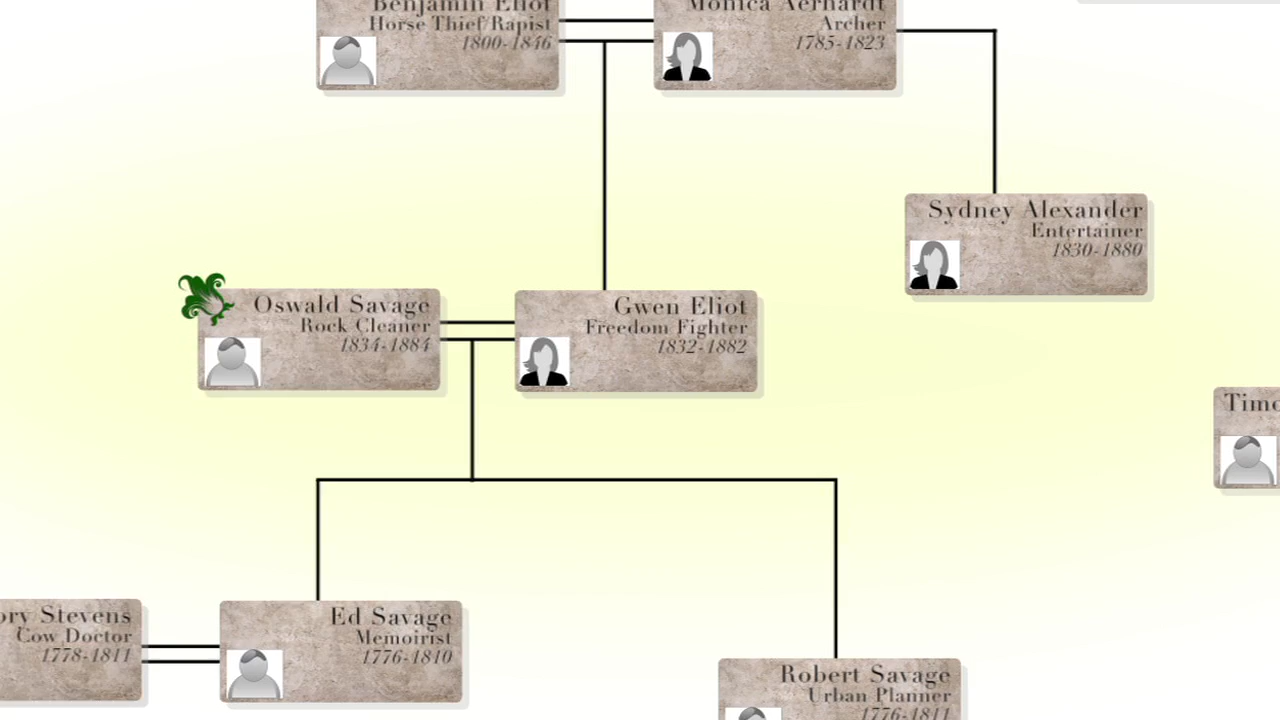 Benjamin Eliot
Horse Thief/Rapist
1800-1846
Monica Aerhardt
Archer
1785-1823
Sydney Alexander
Entertainer
1830-1880
Oswald Savage
Rock Cleaner
1834-1884
Gwen Eliot
Freedom Fighter
1832-1882
Timo
ory Stevens
Cow Doctor
1778-1811
Ed Savage
Memoirist
1776-1810
Robert Savage
Urban Planner
1776-1811